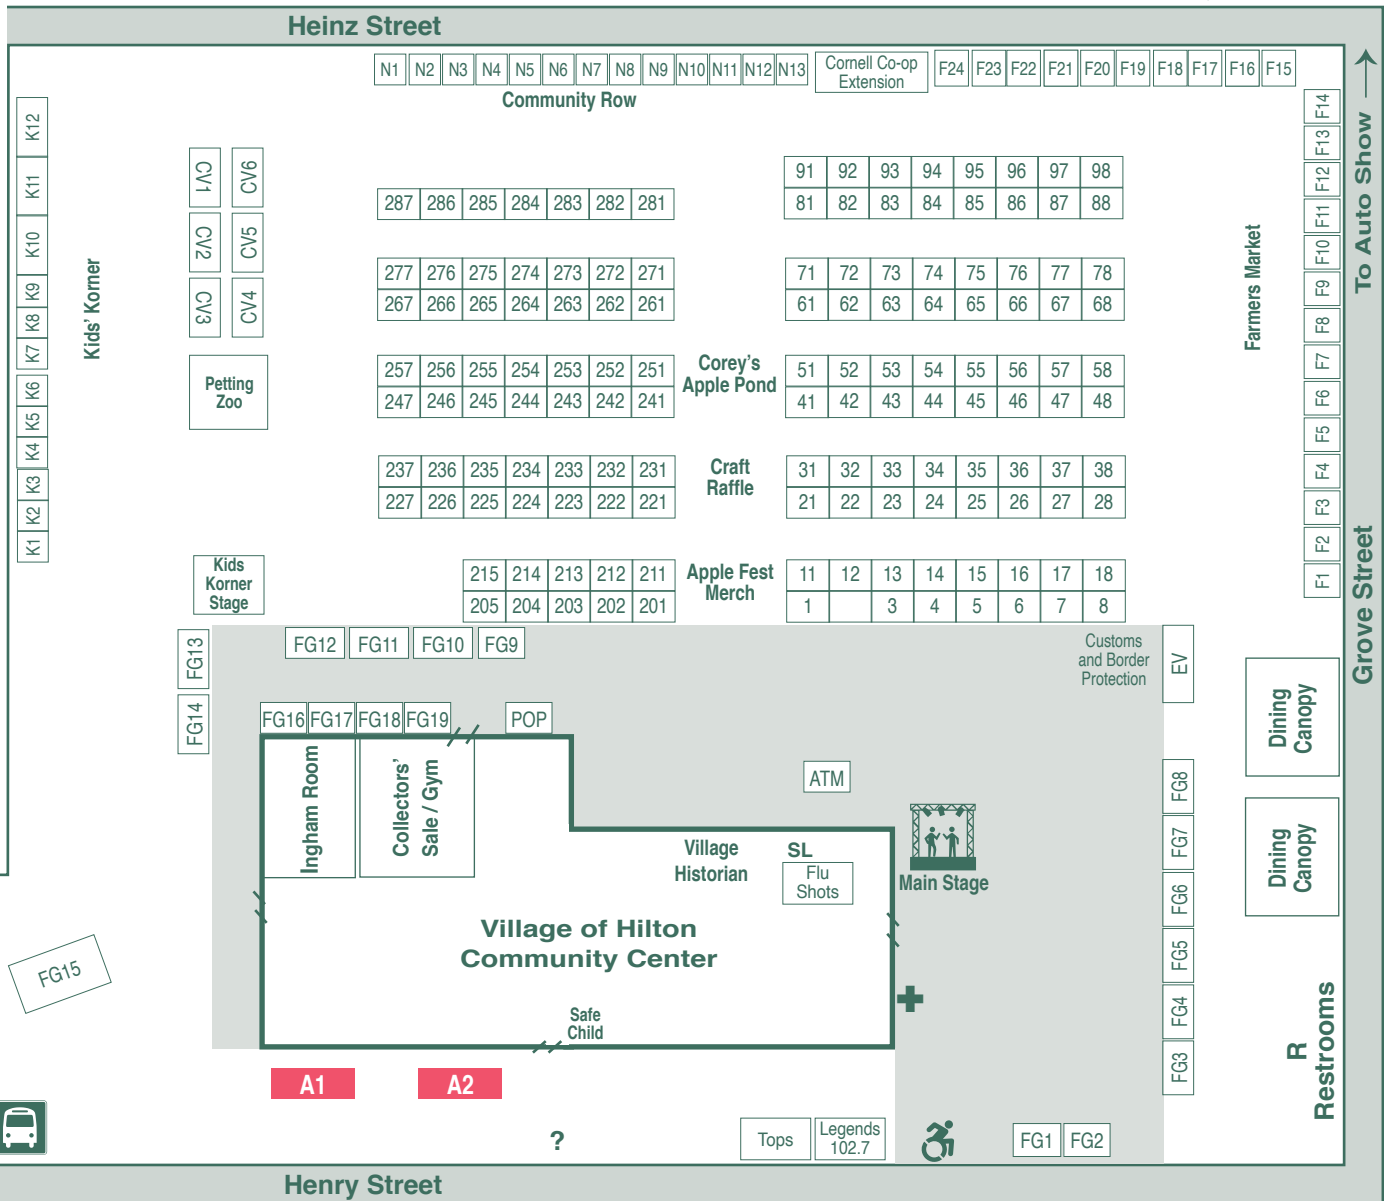 Heinz Street
N1 N2 N3 N4 N5 N6 N7 N8 N9 N10 N11 N12 N13
Cornell Co-op
Extension
F24 F23 F22 F21 F20 F19 F18 F17 F16 F15
Community Row
K12
K11
K10
K9
K8
K7
K6
K5
K4
K3
K2
K1
Kids' Korner
CV1 CV6
CV2 CV5
CV3 CV4
Petting
Zoo
Kids
Korner
Stage
287 286 285 284 283 282 281
277 276 275 274 273 272 271
267 266 265 264 263 262 261
257 256 255 254 253 252 251
247 246 245 244 243 242 241
237 236 235 234 233 232 231
227 226 225 224 223 222 221
215 214 213 212 211
205 204 203 202 201
Corey's
Apple Pond
Craft
Raffle
Apple Fest
Merch
91 92 93 94 95 96 97 98
81 82 83 84 85 86 87 88
71 72 73 74 75 76 77 78
61 62 63 64 65 66 67 68
51 52 53 54 55 56 57 58
41 42 43 44 45 46 47 48
31 32 33 34 35 36 37 38
21 22 23 24 25 26 27 28
11 12 13 14 15 16 17 18
1 3 4 5 6 7 8
Farmers Market
F14
F13
F12
F11
F10
F9
F8
F7
F6
F5
F4
F3
F2
F1
To Auto Show
Grove Street
FG13
FG14
FG12 FG11 FG10 FG9
FG16 FG17 FG18 FG19
POP
Customs
and Border
Protection
EV
Dining
Canopy
Dining
Canopy
Ingham Room
Collectors'
Sale / Gym
ATM
Main Stage
Village
Historian
SL
Flu
Shots
Village of Hilton
Community Center
Safe
Child
FG8
FG7
FG6
FG5
FG4
FG3
FG15
R
Restrooms
A1
A2
?
Tops
Legends
102.7
FG1 FG2
Henry Street